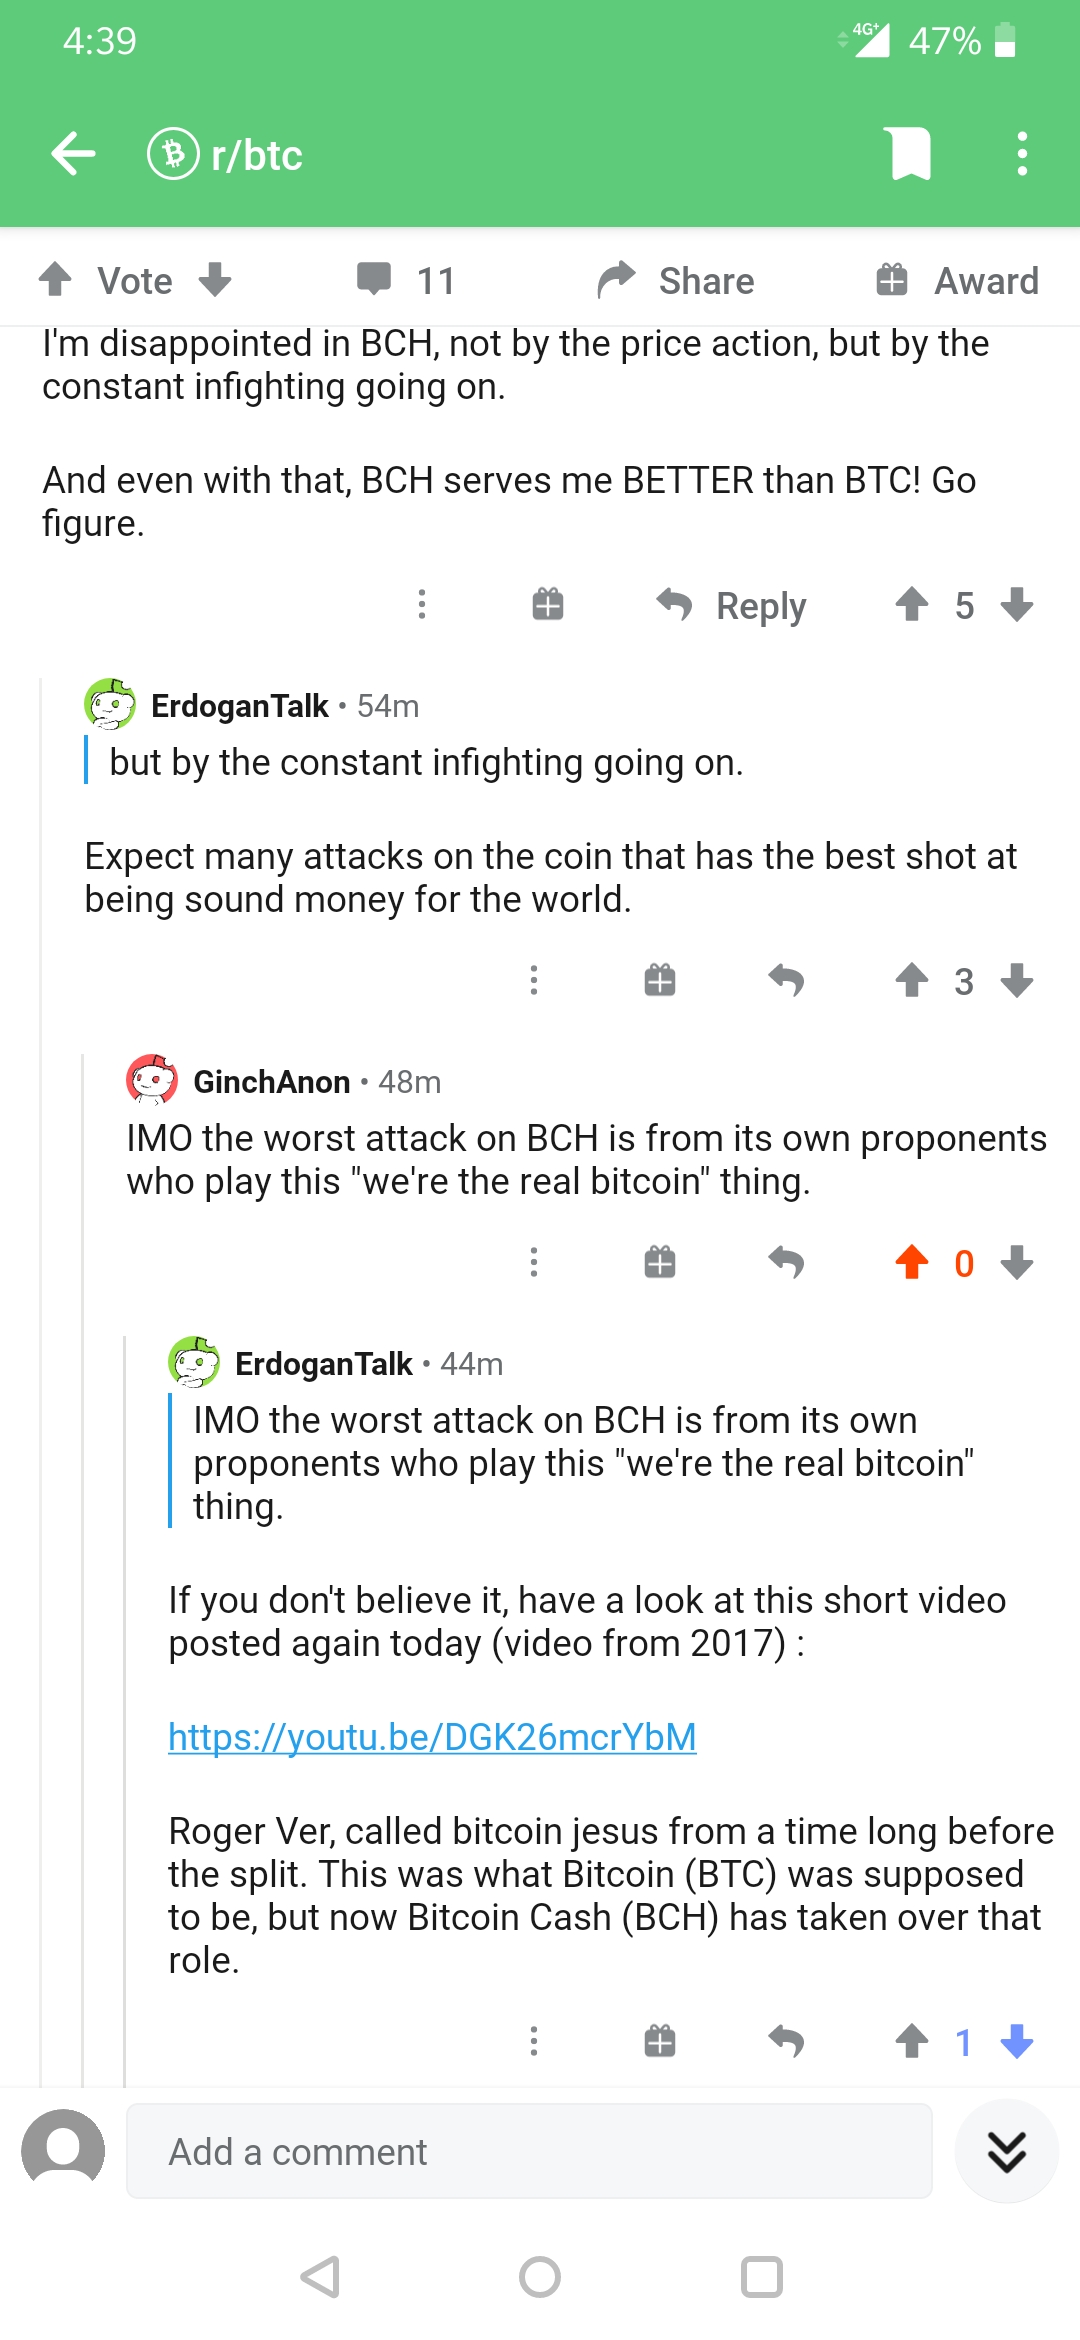 4:39
4G+ 47%
r/btc
Vote 11 Share Award
I'm disappointed in BCH, not by the price action, but by the
constant infighting going on.
And even with that, BCH serves me BETTER than BTC! Go
figure.
Reply 5
ErdoganTalk • 54m
but by the constant infighting going on.
Expect many attacks on the coin that has the best shot at
being sound money for the world.
3
GinchAnon • 48m
IMO the worst attack on BCH is from its own proponents
who play this "we're the real bitcoin" thing.
0
ErdoganTalk • 44m
IMO the worst attack on BCH is from its own
proponents who play this "we're the real bitcoin"
thing.
If you don't believe it, have a look at this short video
posted again today (video from 2017) :
https://youtu.be/DGK26mcrYbM
Roger Ver, called bitcoin jesus from a time long before
the split. This was what Bitcoin (BTC) was supposed
to be, but now Bitcoin Cash (BCH) has taken over that
role.
1
Add a comment